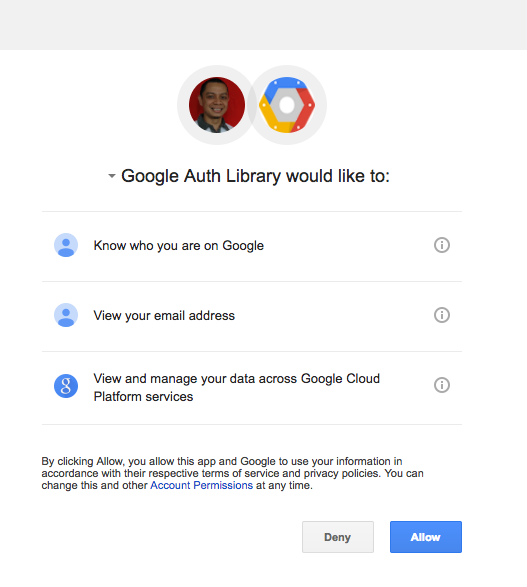 Google Auth Library would like to:
Know who you are on Google
View your email address
g
View and manage your data across Google Cloud
Platform services
By clicking Allow, you allow this app and Google to use your information in
accordance with their respective terms of service and privacy policies. You can
change this and other Account Permissions at any time.
Deny
Allow